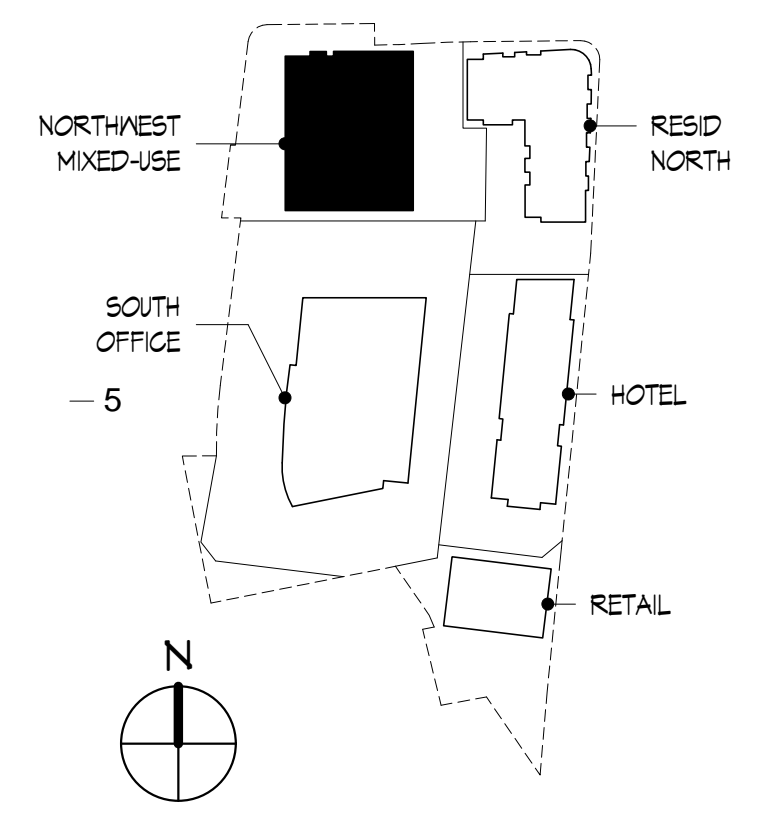 NORTHWEST
MIXED-USE
RESID
NORTH
SOUTH
OFFICE
5
HOTEL
RETAIL
N